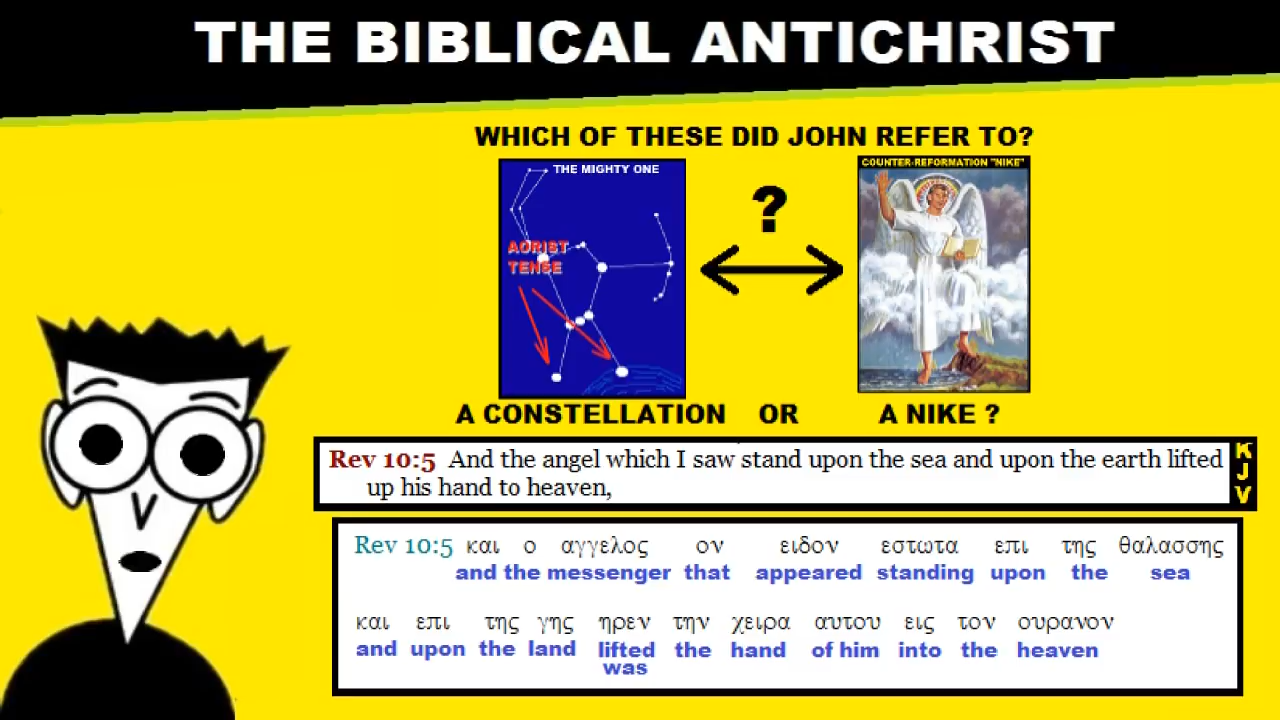 THE BIBLICAL ANTICHRIST
WHICH OF THESE DID JOHN REFER TO?
THE MIGHTY ONE
AORIST
TENSE
?
COUNTER-REFORMATION "NIKE"
A CONSTELLATION OR A NIKE ?
Rev 10:5 And the angel which I saw stand upon the sea and upon the earth lifted
up his hand to heaven,
KJV
Rev 10:5 και ο αγγελος ον ειδον εστωτα επι της θαλασσης
and the messenger that appeared standing upon the sea
και επι της γης ηρεν την χειρα αυτου εις τον ουρανον
and upon the land lifted the hand of him into the heaven
was